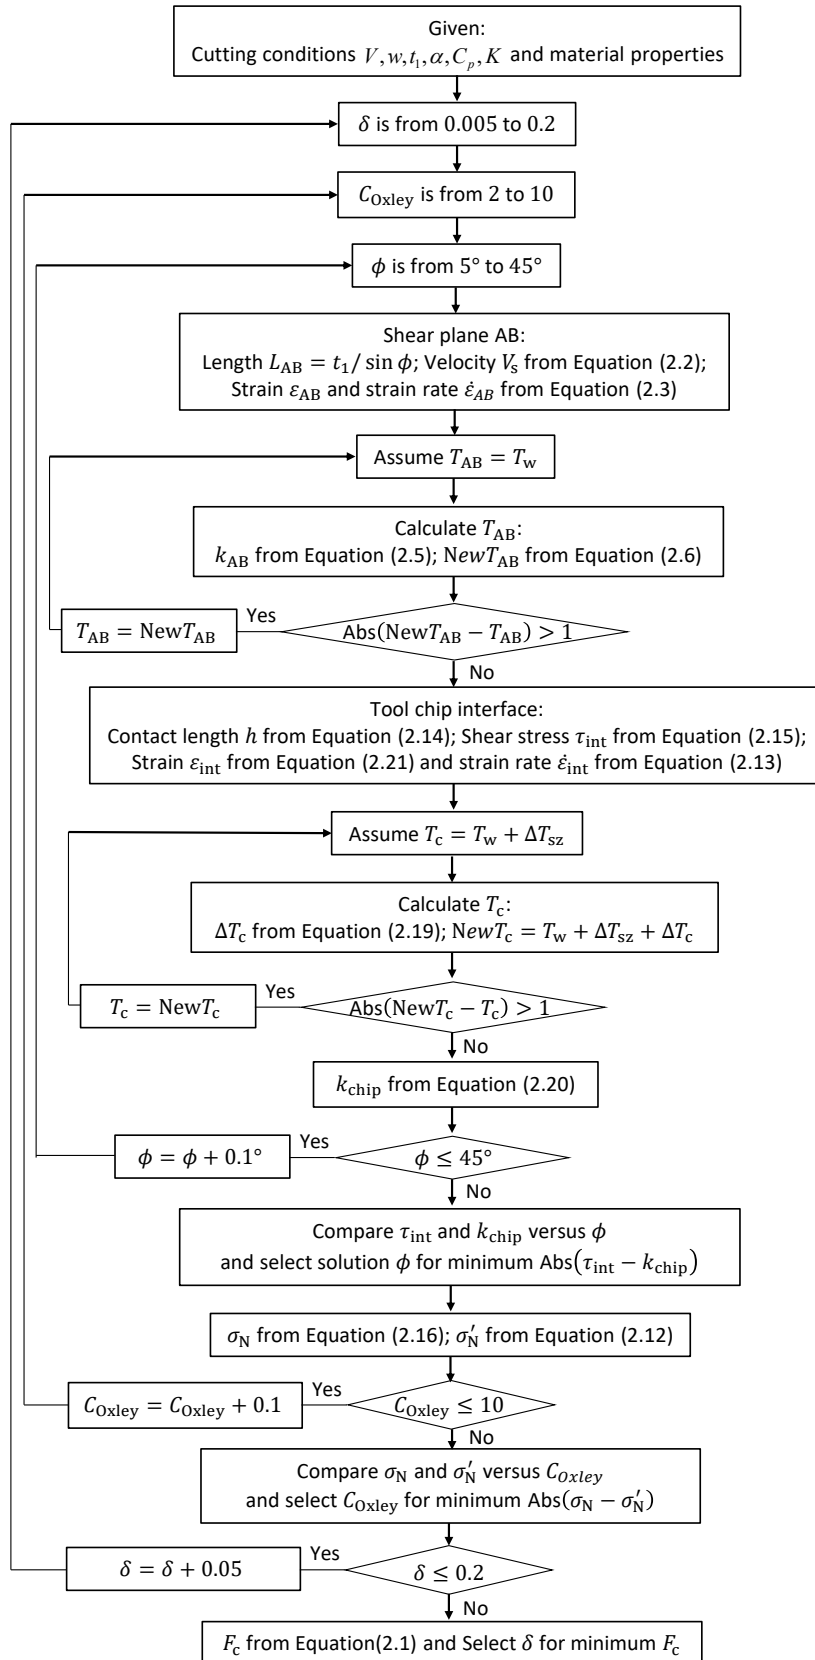 Given:
Cutting conditions V, w, t₁, α, Cₚ, K and material properties
δ is from 0.005 to 0.2
C_Oxley is from 2 to 10
ϕ is from 5° to 45°
Shear plane AB:
Length L_AB = t₁/ sin ϕ; Velocity V_s from Equation (2.2);
Strain ε_AB and strain rate ε̇_AB from Equation (2.3)
Assume T_AB = T_w
Calculate T_AB:
k_AB from Equation (2.5); NewT_AB from Equation (2.6)
T_AB = NewT_AB
Yes
Abs(NewT_AB − T_AB) > 1
No
Tool chip interface:
Contact length h from Equation (2.14); Shear stress τ_int from Equation (2.15);
Strain ε_int from Equation (2.21) and strain rate ε̇_int from Equation (2.13)
Assume T_c = T_w + ΔT_sz
Calculate T_c:
ΔT_c from Equation (2.19); NewT_c = T_w + ΔT_sz + ΔT_c
T_c = NewT_c
Yes
Abs(NewT_c − T_c) > 1
No
k_chip from Equation (2.20)
ϕ = ϕ + 0.1°
Yes
ϕ ≤ 45°
No
Compare τ_int and k_chip versus ϕ
and select solution ϕ for minimum Abs(τ_int − k_chip)
σ_N from Equation (2.16); σ′_N from Equation (2.12)
C_Oxley = C_Oxley + 0.1
Yes
C_Oxley ≤ 10
No
Compare σ_N and σ′_N versus C_Oxley
and select C_Oxley for minimum Abs(σ_N − σ′_N)
δ = δ + 0.05
Yes
δ ≤ 0.2
No
F_c from Equation(2.1) and Select δ for minimum F_c